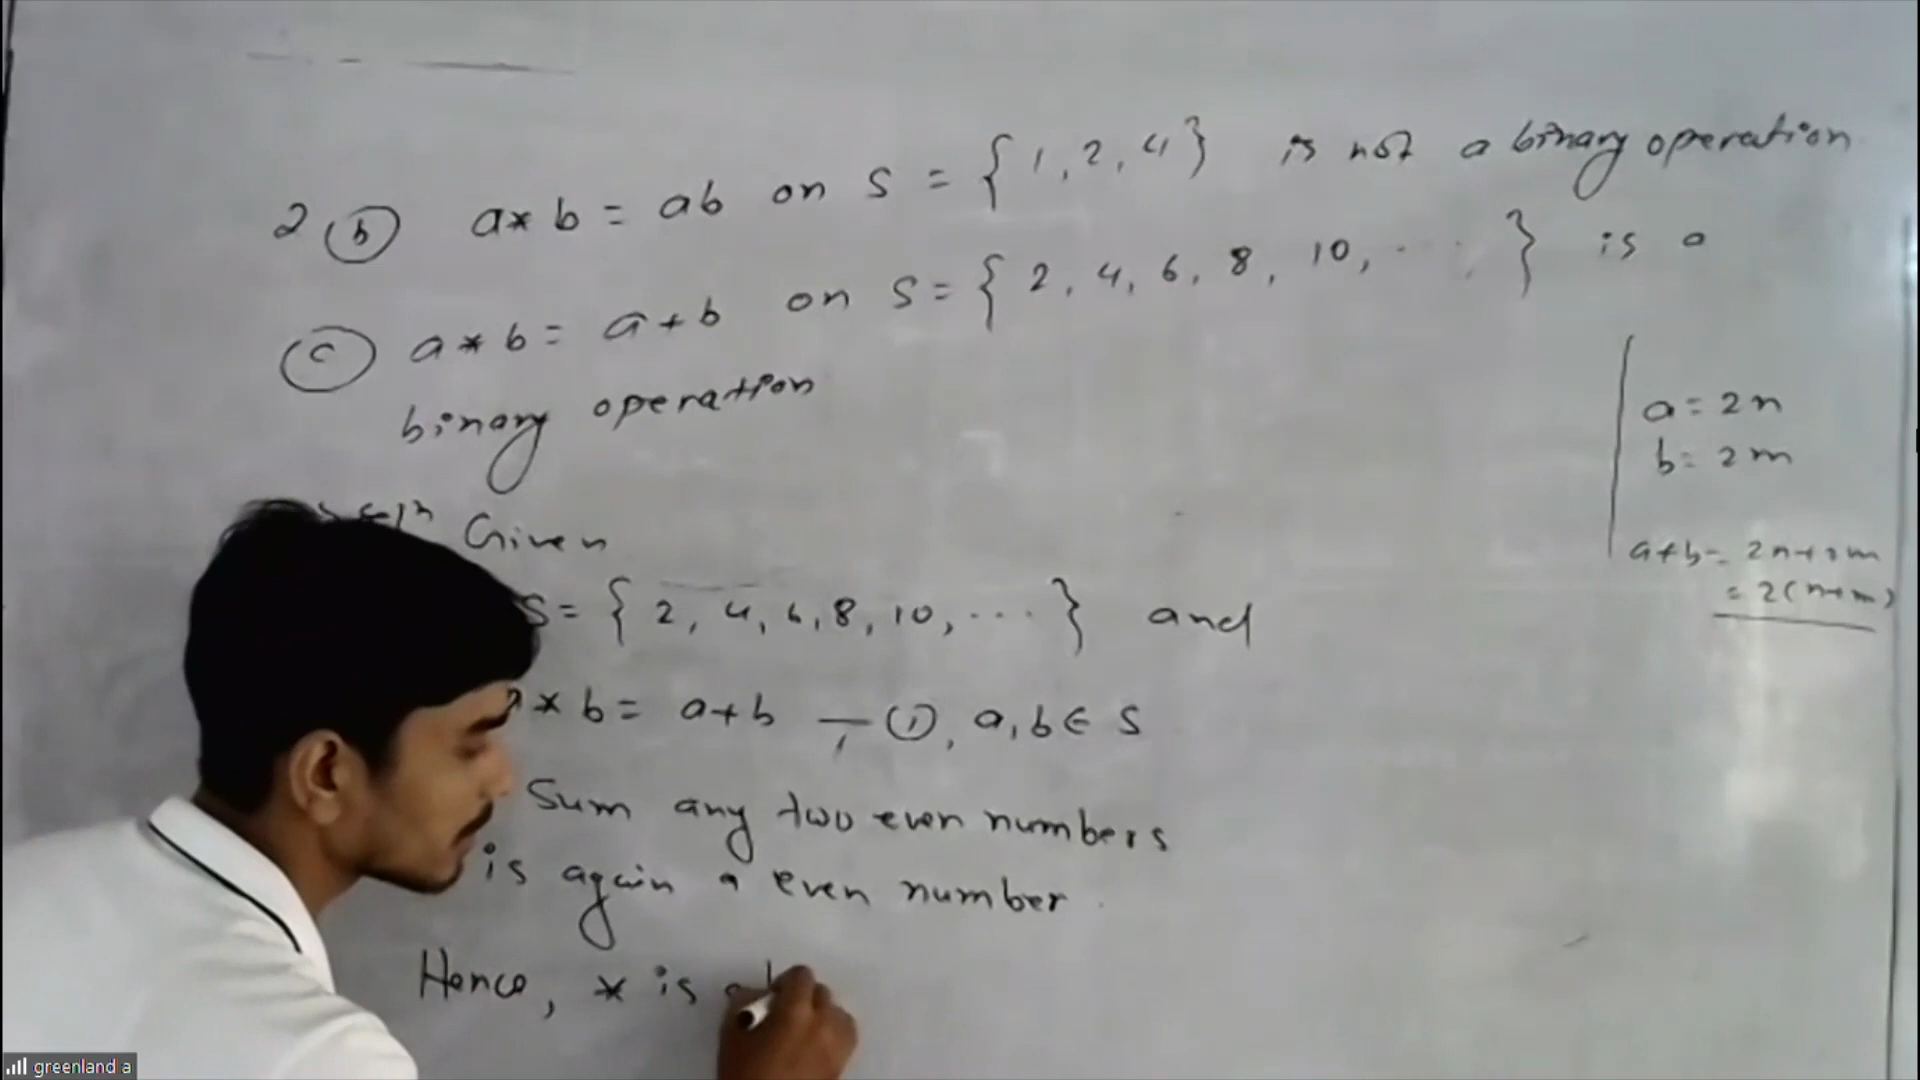 2 (b) a * b = ab on S = { 1, 2, 4 } is not a binary operation
(c) a * b = a + b on S = { 2, 4, 6, 8, 10, ... } is a
binary operation
Given
S = { 2, 4, 6, 8, 10, ... } and
* b = a + b — (1), a, b ∈ S
Sum any two even numbers
is again a even number
Hence, * is a
a = 2n
b = 2m
a + b = 2n + 2m
= 2(n + m)
greenland a